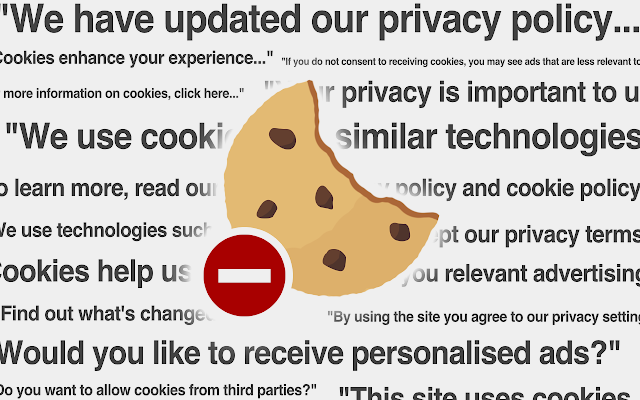 "We have updated our privacy policy...
Cookies enhance your experience..." "If you do not consent to receiving cookies, you may see ads that are less relevant to
more information on cookies, click here..." r privacy is important to u
"We use cooki similar technologies
o learn more, read our policy and cookie policy
We use technologies such pt our privacy terms
Cookies help us you relevant advertising
Find out what's change "By using the site you agree to our privacy setting
Would you like to receive personalised ads?"
Do you want to allow cookies from third parties?" "This site uses cookies